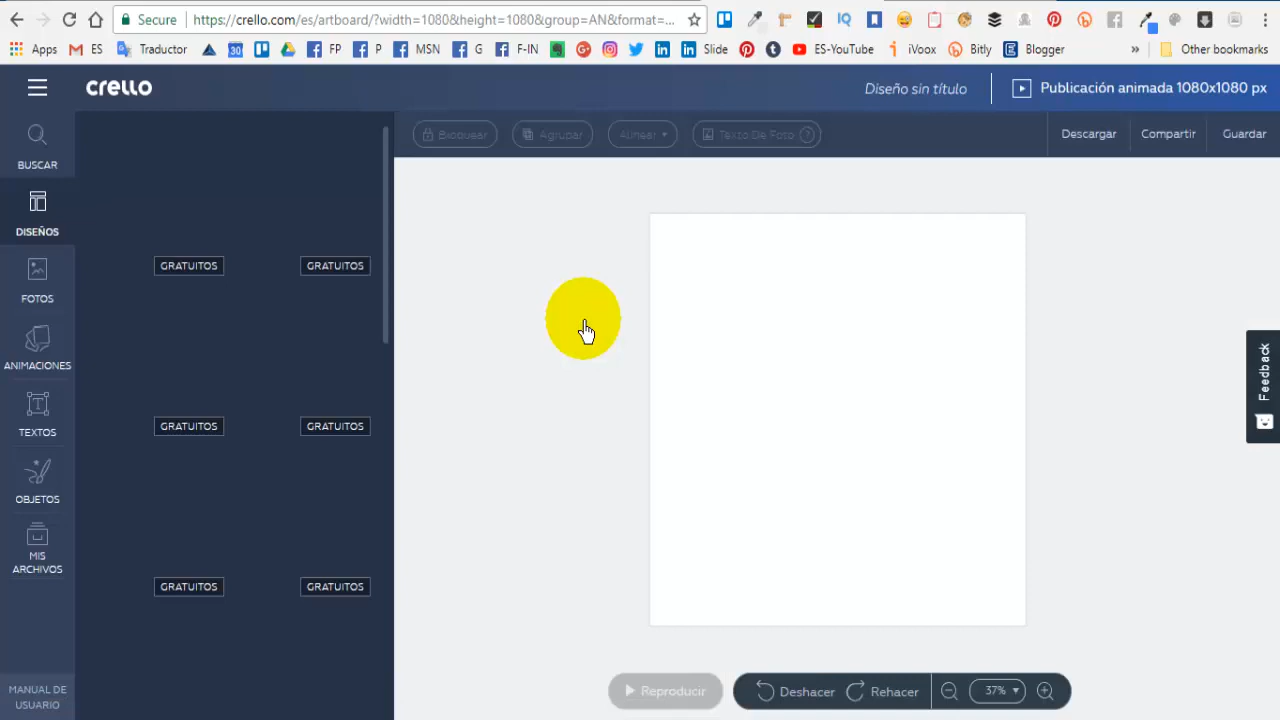 Secure https://crello.com/es/artboard/?width=1080&height=1080&group=AN&format=...
Apps ES Traductor 30 FP P MSN G F-IN Slide ES-YouTube iVoox Bitly Blogger » Other bookmarks
crello Diseño sin título Publicación animada 1080x1080 px
Bloquear Agrupar Alinear Texto De Foto ? Descargar Compartir Guardar
BUSCAR
DISEÑOS
GRATUITOS GRATUITOS
FOTOS
ANIMACIONES
Feedback
TEXTOS
GRATUITOS GRATUITOS
OBJETOS
MIS
ARCHIVOS
GRATUITOS GRATUITOS
MANUAL DE
USUARIO
Reproducir Deshacer Rehacer 37%